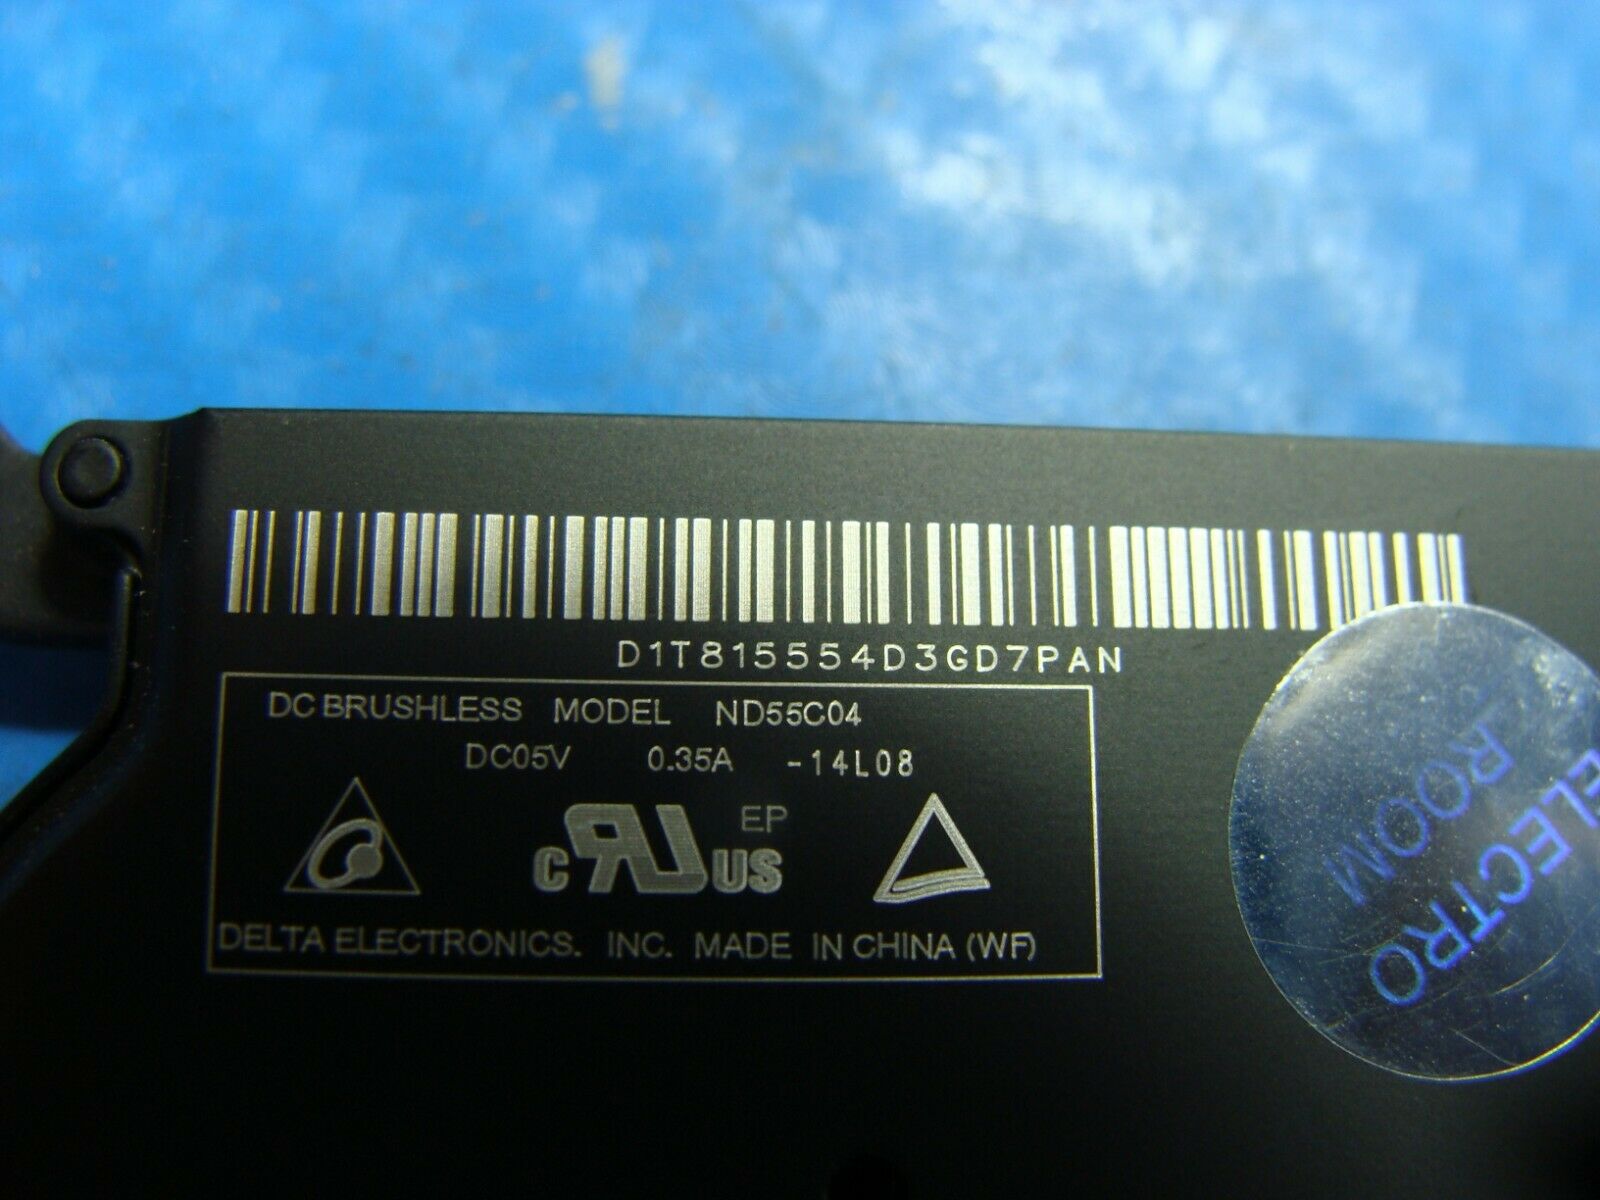 D1T815554D3GD7PAN
DC BRUSHLESS MODEL ND55C04
DC05V 0.35A -14L08
c RU US EP
DELTA ELECTRONICS. INC. MADE IN CHINA (WF)
ELECTRO
ROOM